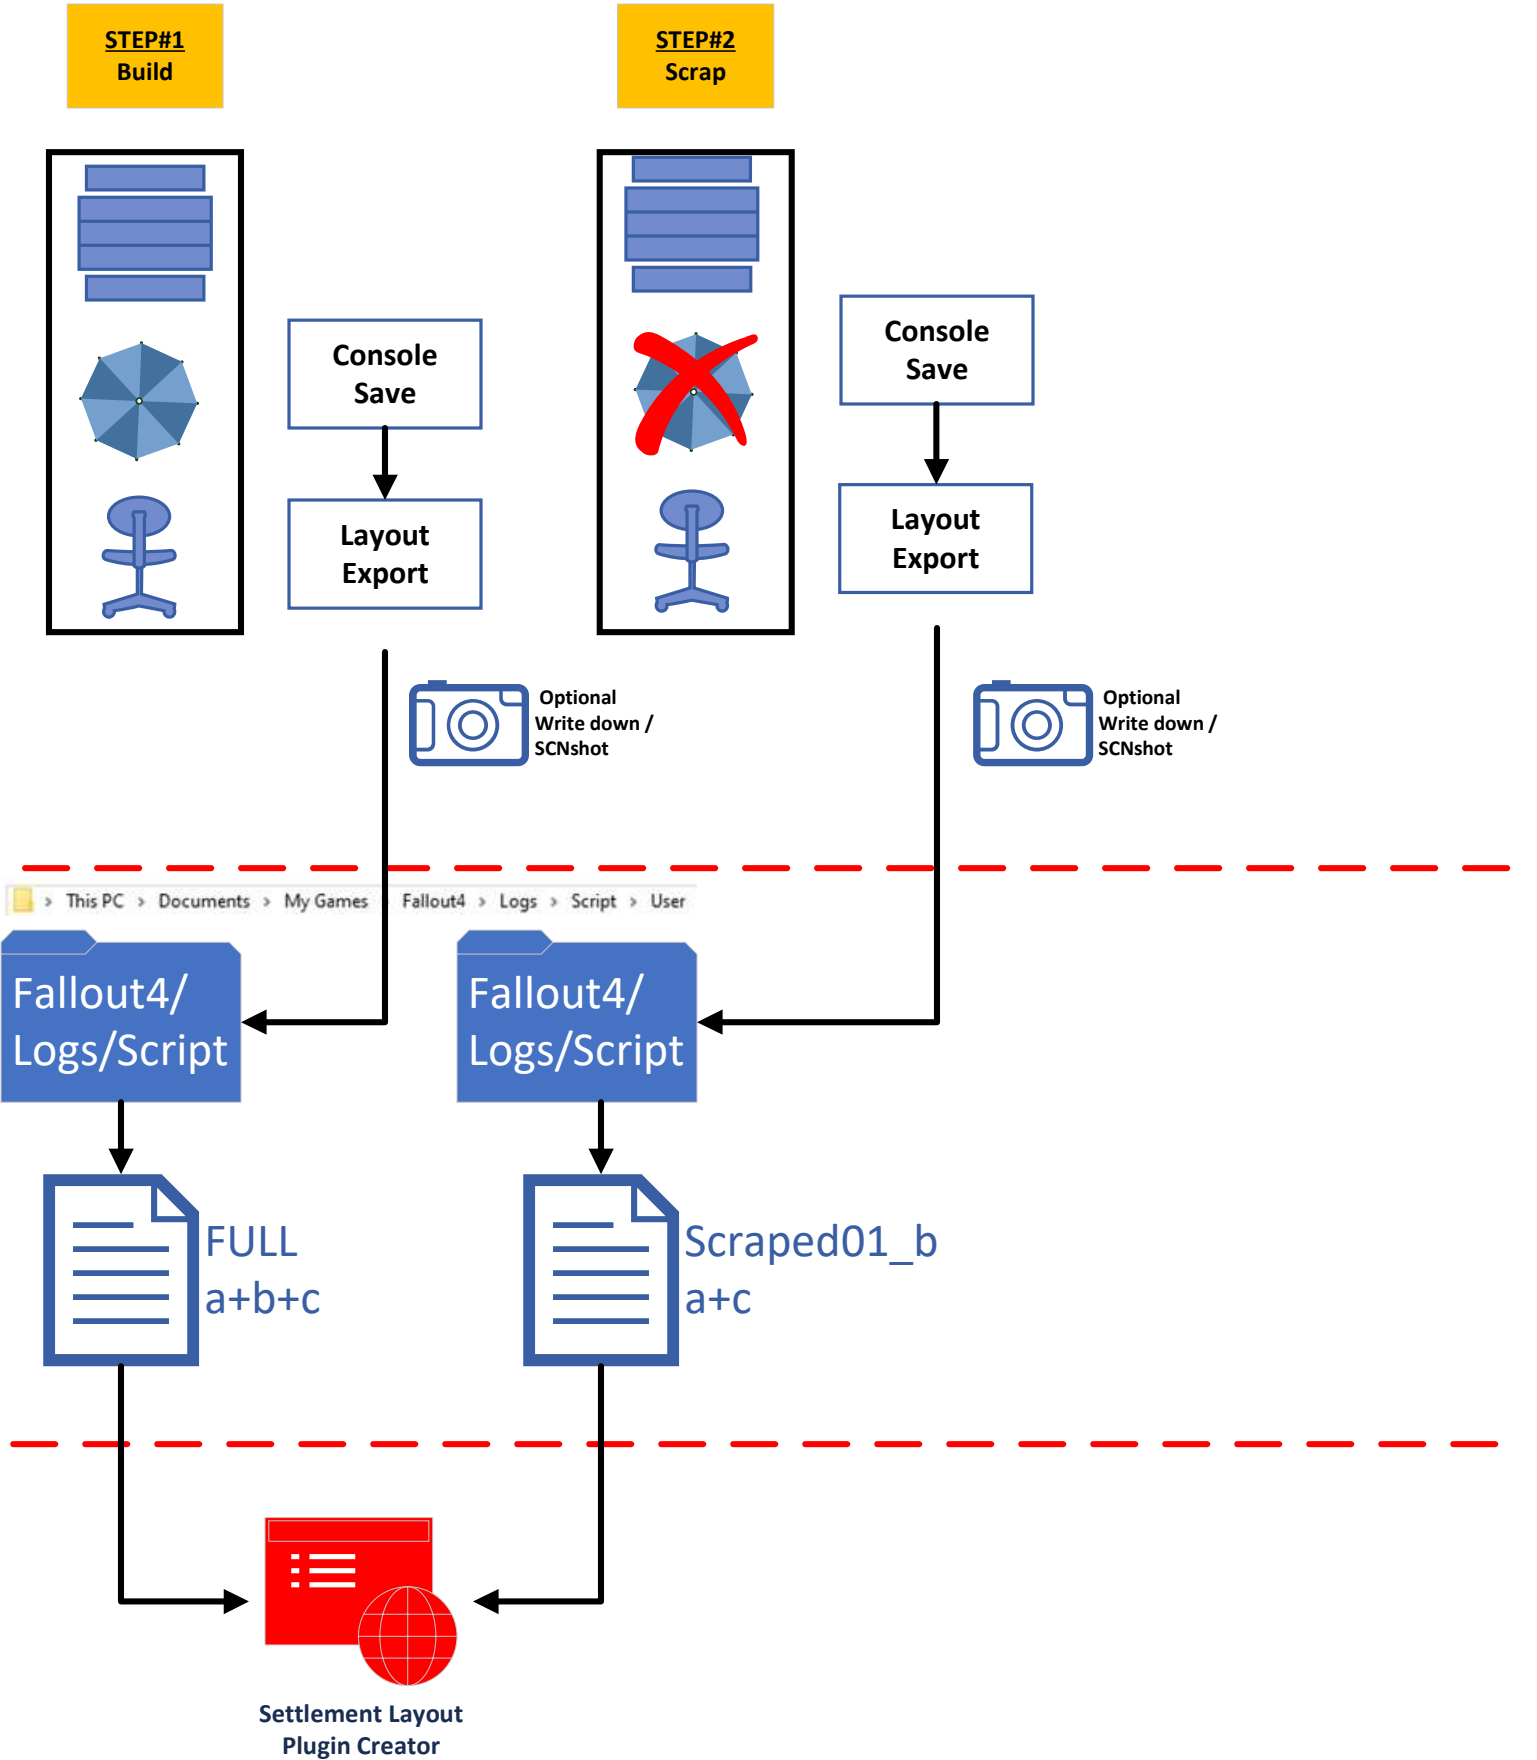 STEP#1
Build
STEP#2
Scrap
Console
Save
Layout
Export
Console
Save
Layout
Export
Optional
Write down /
SCNshot
Optional
Write down /
SCNshot
This PC > Documents > My Games Fallout4 > Logs > Script > User
Fallout4/
Logs/Script
Fallout4/
Logs/Script
FULL
a+b+c
Scraped01_b
a+c
Settlement Layout
Plugin Creator